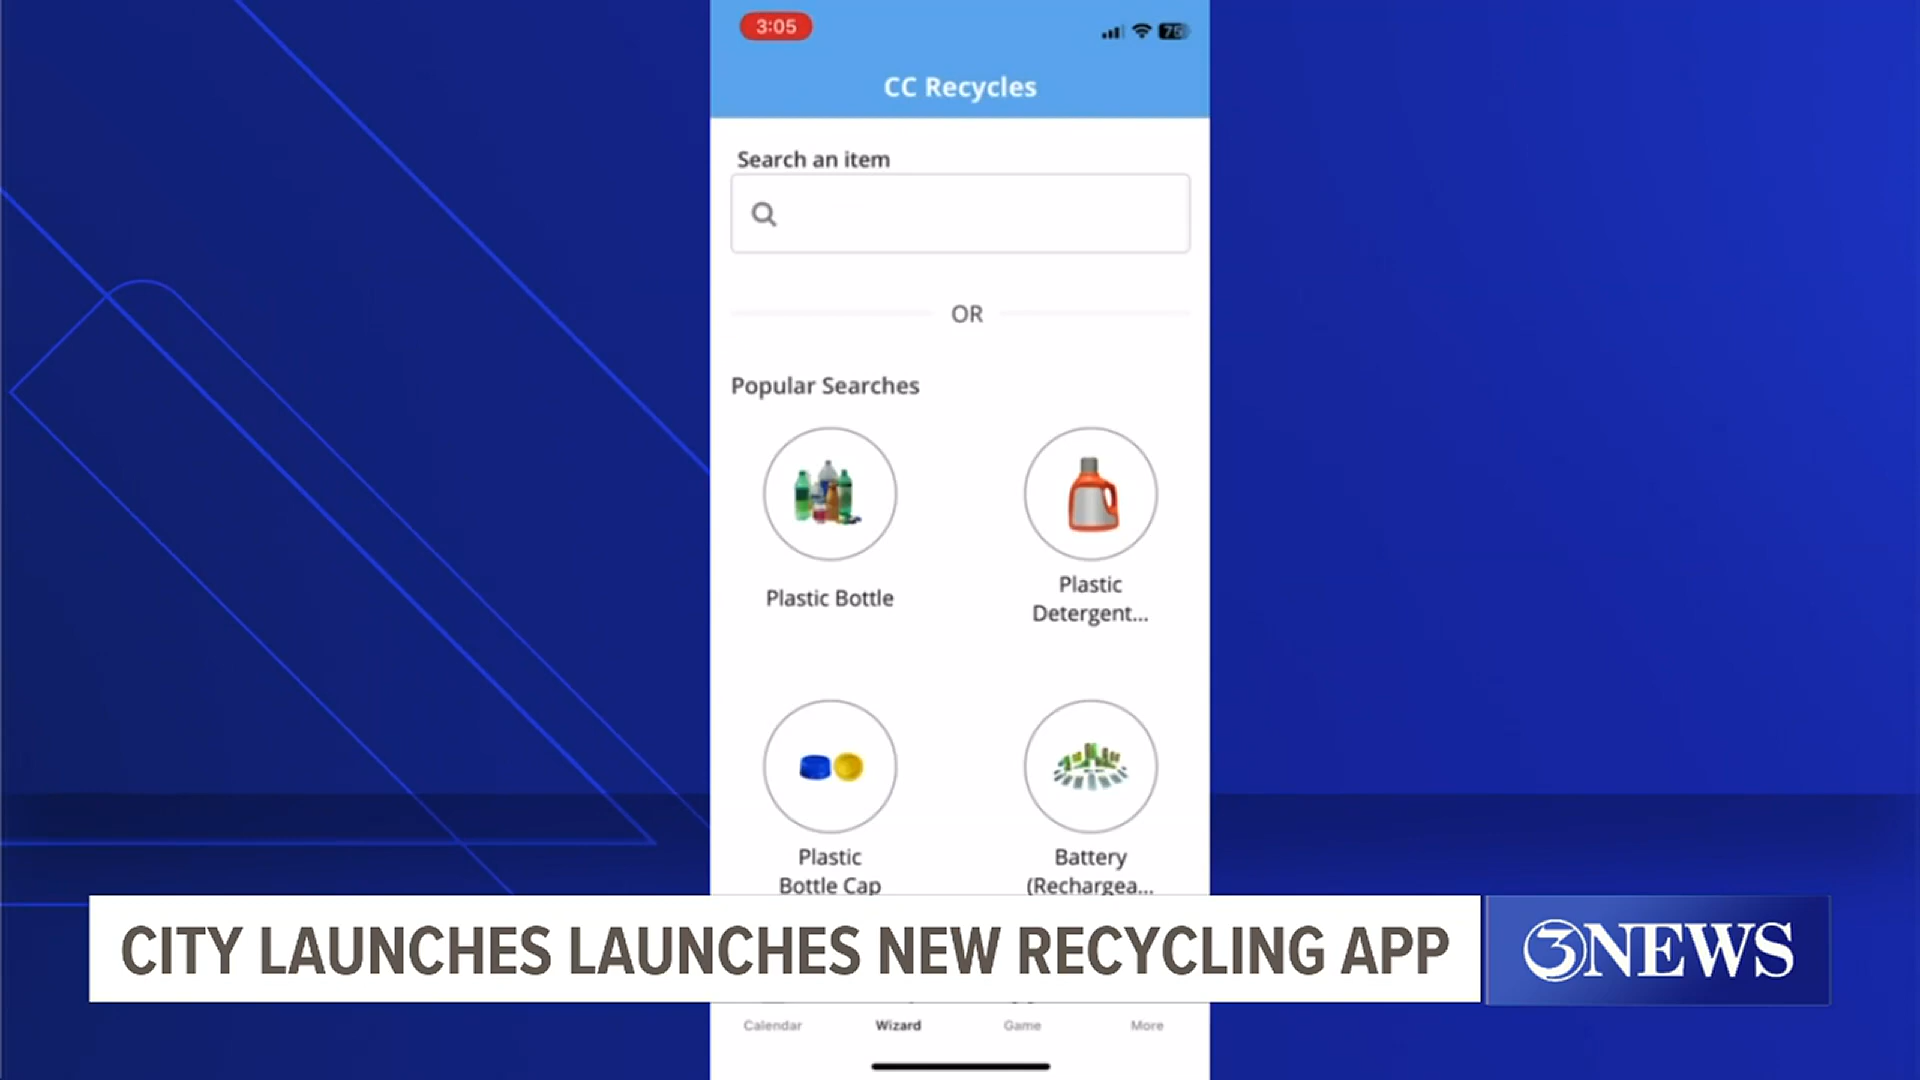 3:05
75
CC Recycles
Search an item
OR
Popular Searches
Plastic Bottle
Plastic
Detergent...
Plastic
Bottle Cap
Battery
(Rechargea...
CITY LAUNCHES LAUNCHES NEW RECYCLING APP
3NEWS
Calendar
Wizard
Game
More